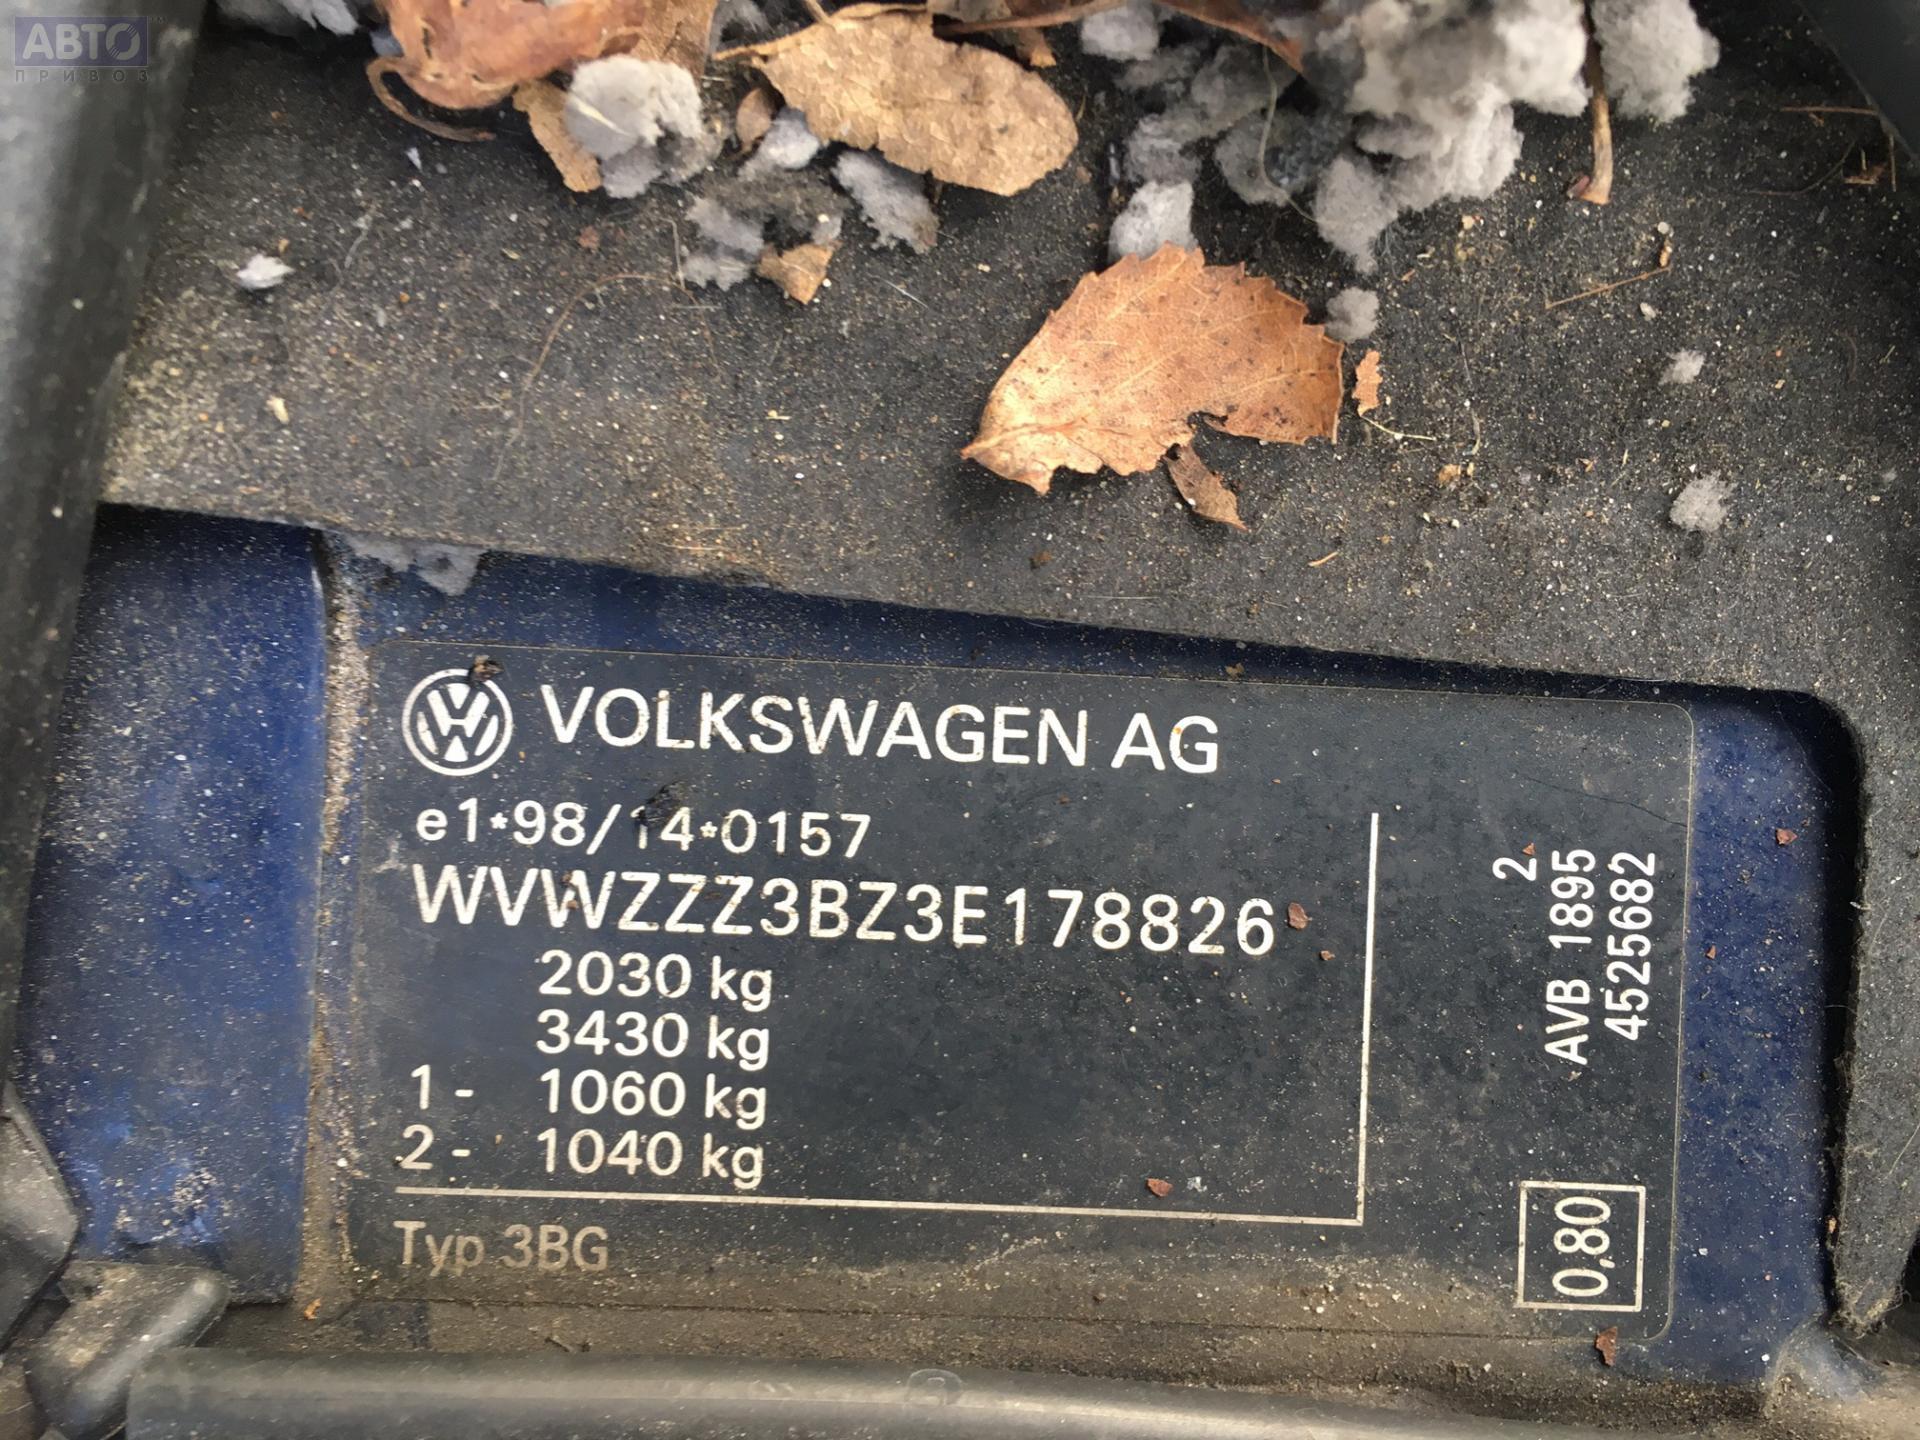 АВТО™
ПРИВОЗ
VOLKSWAGEN AG
e1*98/14*0157
WVWZZZ3BZ3E178826
2030 kg
3430 kg
1- 1060 kg
2- 1040 kg
Typ 3BG
2
AVB 1895
4525682
0,80